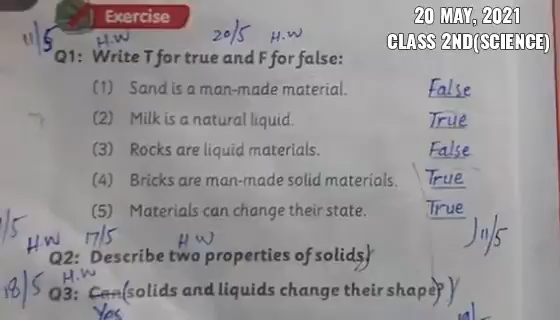 20 MAY, 2021
CLASS 2ND(SCIENCE)
Exercise
11/5 H.W 20/5 H.W
Q1: Write T for true and F for false:
(1) Sand is a man-made material. False
(2) Milk is a natural liquid. True
(3) Rocks are liquid materials. False
(4) Bricks are man-made solid materials. True
(5) Materials can change their state. True
11/5
H.W 17/5 H.W
Q2: Describe two properties of solids)
18/5 H.W
Q3: Can (solids and liquids change their shape?)
Yes